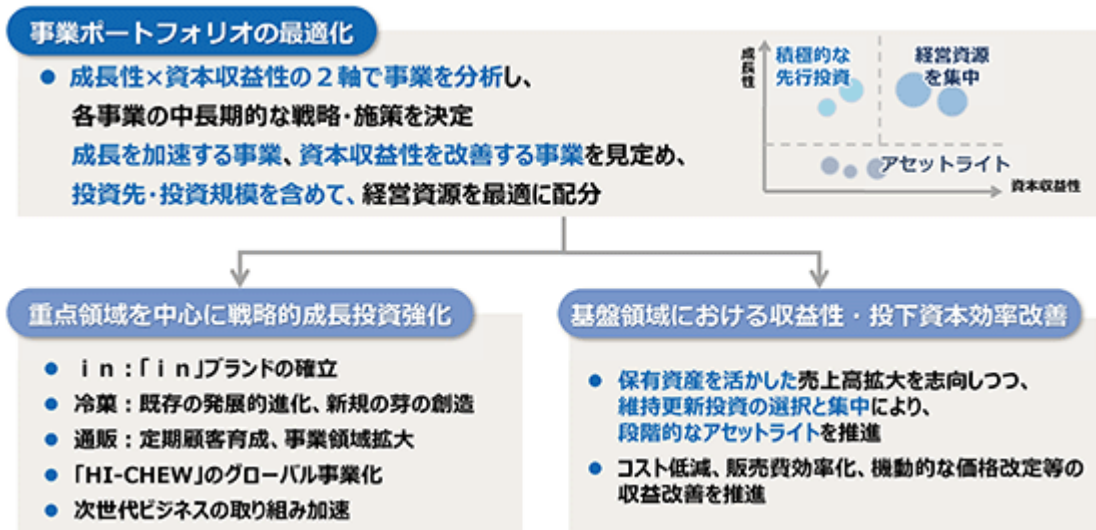 事業ポートフォリオの最適化
● 成長性×資本収益性の２軸で事業を分析し、
各事業の中長期的な戦略・施策を決定
成長を加速する事業、資本収益性を改善する事業を見定め、
投資先・投資規模を含めて、経営資源を最適に配分
成長性
積極的な
先行投資
経営資源
を集中
アセットライト
資本収益性
重点領域を中心に戦略的成長投資強化
● ｉｎ：「ｉｎ」ブランドの確立
● 冷菓：既存の発展的進化、新規の芽の創造
● 通販：定期顧客育成、事業領域拡大
● 「HI-CHEW」のグローバル事業化
● 次世代ビジネスの取り組み加速
基盤領域における収益性・投下資本効率改善
● 保有資産を活かした売上高拡大を志向しつつ、
維持更新投資の選択と集中により、
段階的なアセットライトを推進
● コスト低減、販売費効率化、機動的な価格改定等の
収益改善を推進